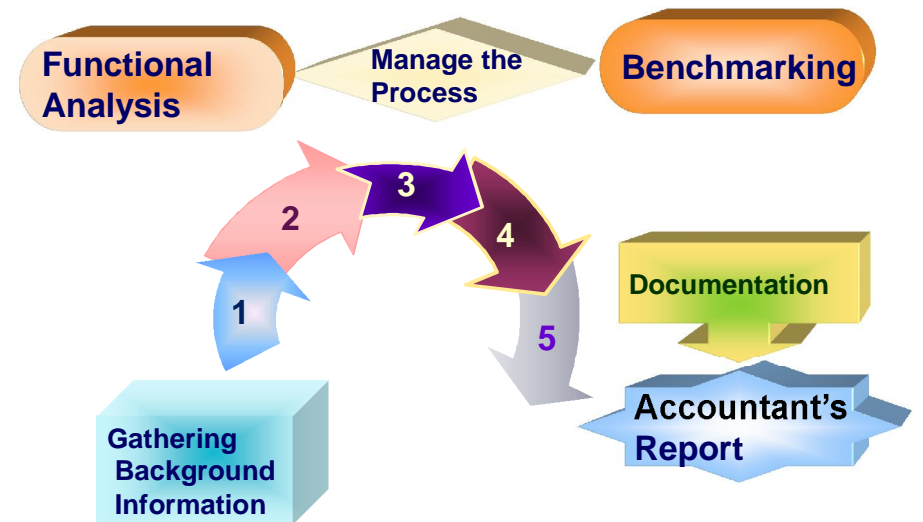 Functional
Analysis
Manage the
Process
Benchmarking
1
2
3
4
5
Gathering
Background
Information
Documentation
Accountant's
Report